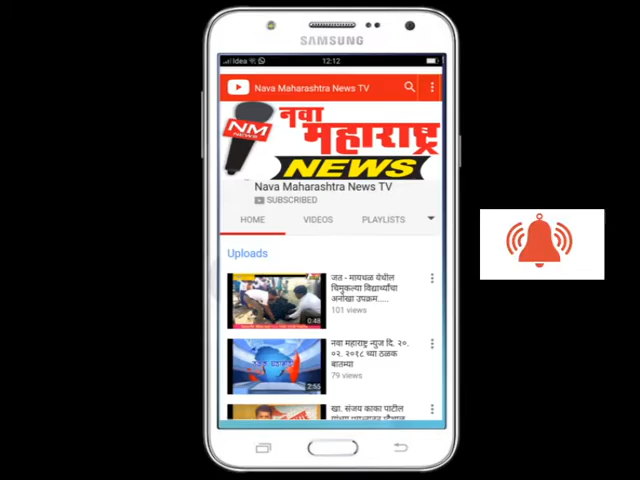 SAMSUNG
Idea
12:12
Nava Maharashtra News TV
नवा
महाराष्ट्र
NM
NEWS
NEWS
Nava Maharashtra News TV
SUBSCRIBED
HOME VIDEOS PLAYLISTS
Uploads
जत - मायथळ येथील
चिमुकल्या विद्यार्थ्यांचा
अनोखा उपक्रम.....
101 views
0:48
नवा महाराष्ट्र न्युज दि. २०.
०२. २०१८ च्या ठळक
बातम्या
79 views
2:55
खा. संजय काका पाटील